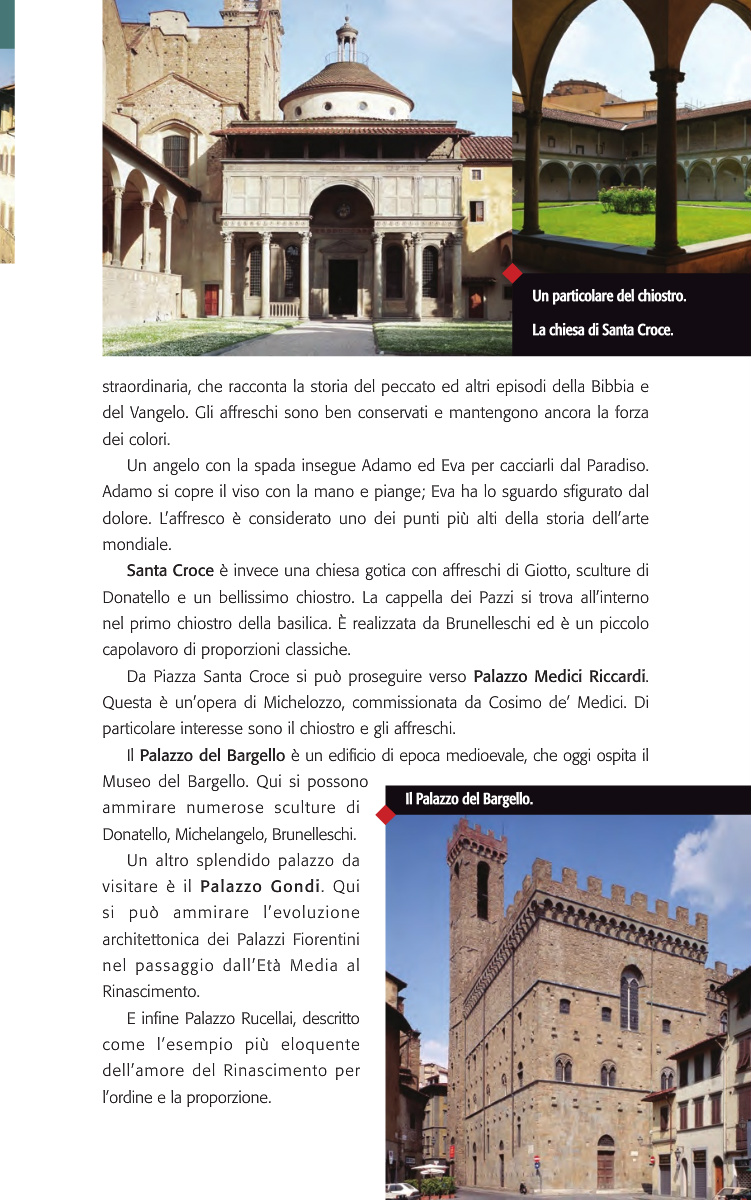 Un particolare del chiostro.
La chiesa di Santa Croce.
straordinaria, che racconta la storia del peccato ed altri episodi della Bibbia e
del Vangelo. Gli affreschi sono ben conservati e mantengono ancora la forza
dei colori.
Un angelo con la spada insegue Adamo ed Eva per cacciarli dal Paradiso.
Adamo si copre il viso con la mano e piange; Eva ha lo sguardo sfigurato dal
dolore. L’affresco è considerato uno dei punti più alti della storia dell’arte
mondiale.
Santa Croce è invece una chiesa gotica con affreschi di Giotto, sculture di
Donatello e un bellissimo chiostro. La cappella dei Pazzi si trova all’interno
nel primo chiostro della basilica. È realizzata da Brunelleschi ed è un piccolo
capolavoro di proporzioni classiche.
Da Piazza Santa Croce si può proseguire verso Palazzo Medici Riccardi.
Questa è un’opera di Michelozzo, commissionata da Cosimo de’ Medici. Di
particolare interesse sono il chiostro e gli affreschi.
Il Palazzo del Bargello è un edificio di epoca medioevale, che oggi ospita il
Museo del Bargello. Qui si possono
ammirare numerose sculture di
Donatello, Michelangelo, Brunelleschi.
Un altro splendido palazzo da
visitare è il Palazzo Gondi. Qui
si può ammirare l’evoluzione
architettonica dei Palazzi Fiorentini
nel passaggio dall’Età Media al
Rinascimento.
E infine Palazzo Rucellai, descritto
come l’esempio più eloquente
dell’amore del Rinascimento per
l’ordine e la proporzione.
Il Palazzo del Bargello.